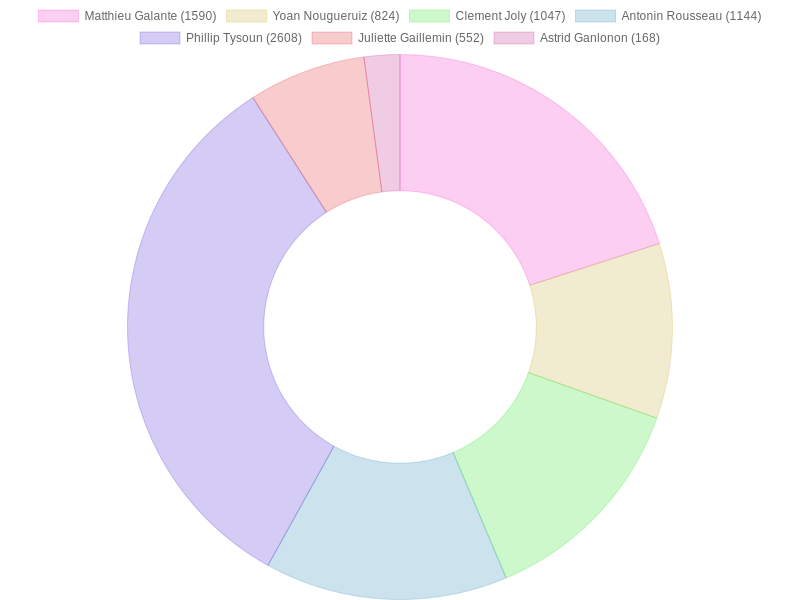 Matthieu Galante (1590) Yoan Nougueruiz (824) Clement Joly (1047) Antonin Rousseau (1144)
Phillip Tysoun (2608) Juliette Gaillemin (552) Astrid Ganlonon (168)